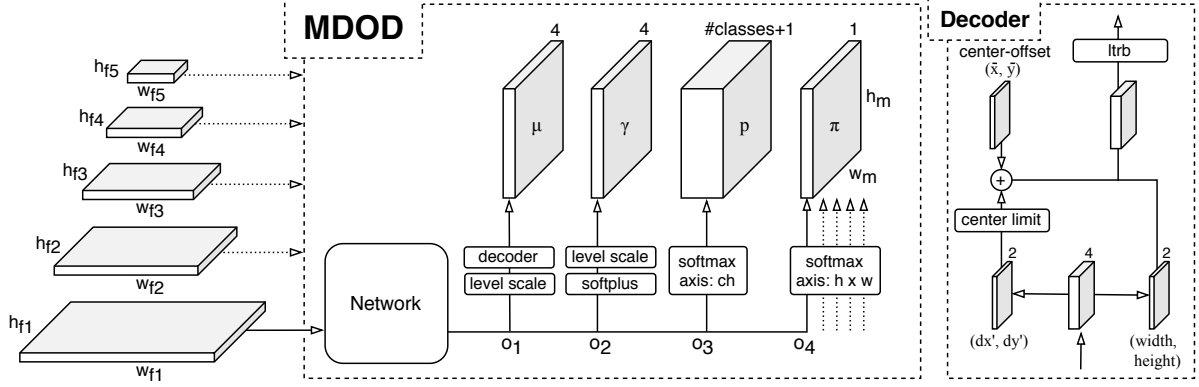 MDOD
h_f5
w_f5
h_f4
w_f4
h_f3
w_f3
h_f2
w_f2
h_f1
w_f1
Network
4
μ
decoder
level scale
o_1
4
γ
level scale
softplus
o_2
#classes+1
p
softmax
axis: ch
o_3
1
π
h_m
w_m
softmax
axis: h x w
o_4
Decoder
center-offset
(x̄, ȳ)
ltrb
+
center limit
2
4
2
(dx', dy')
(width,
height)